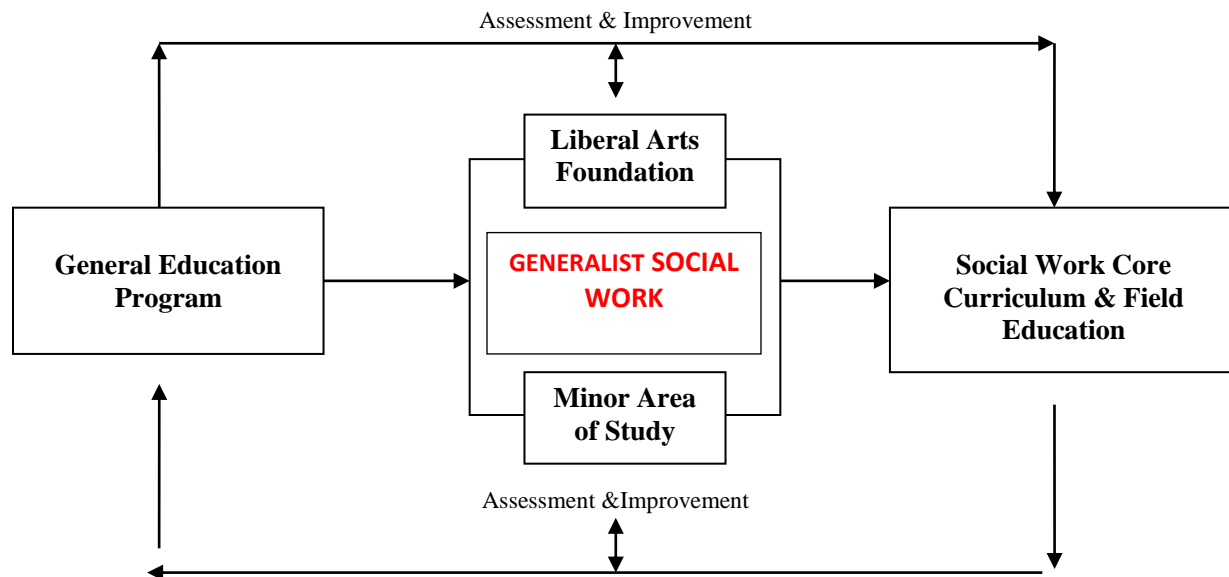 Assessment & Improvement
Liberal Arts
Foundation
General Education
Program
GENERALIST SOCIAL
WORK
Social Work Core
Curriculum & Field
Education
Minor Area
of Study
Assessment &Improvement